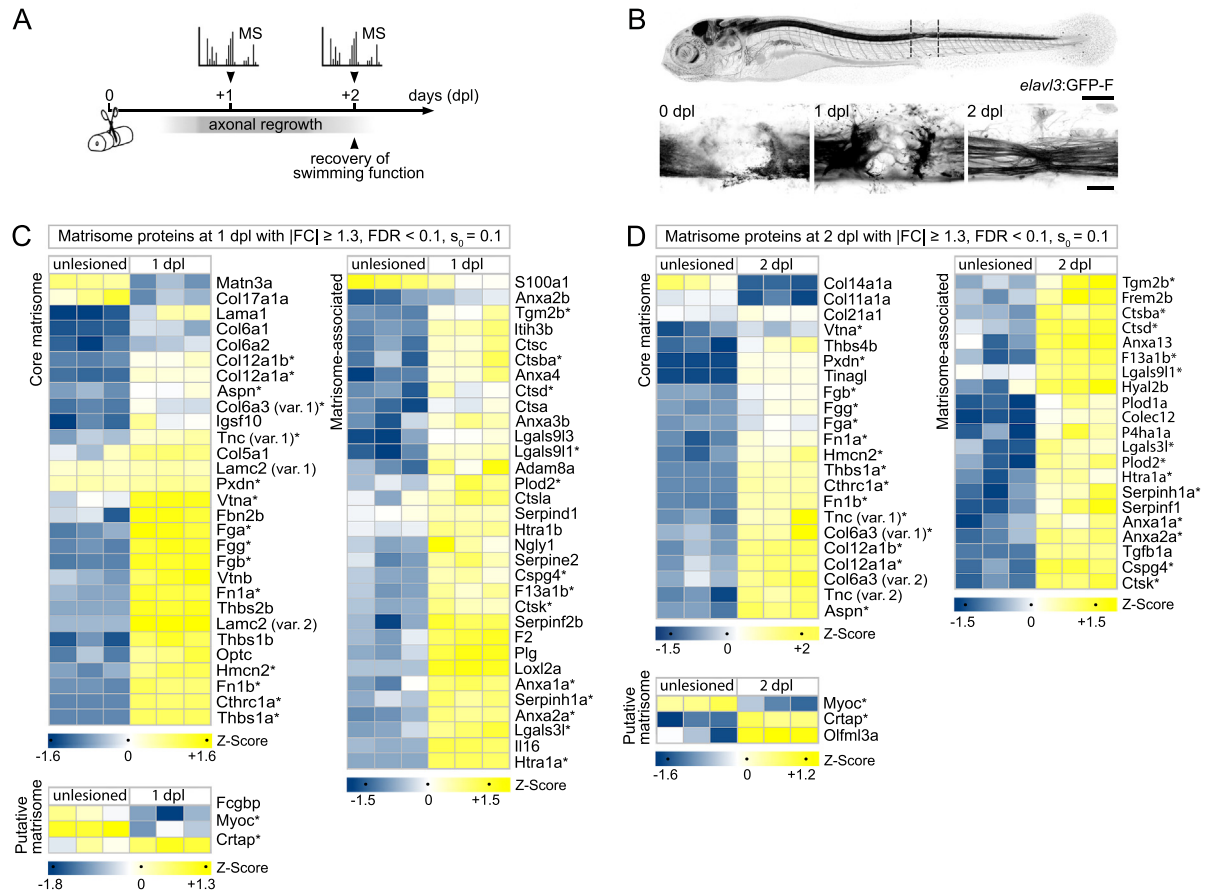 A
MS
MS
0
+1
+2
days (dpl)
axonal regrowth
recovery of
swimming function
B
elavl3:GFP-F
0 dpl
1 dpl
2 dpl
C
Matrisome proteins at 1 dpl with |FC| ≥ 1.3, FDR < 0.1, s0 = 0.1
Core matrisome
unlesioned
1 dpl
Matn3a
Col17a1a
Lama1
Col6a1
Col6a2
Col12a1b*
Col12a1a*
Aspn*
Col6a3 (var. 1)*
Igsf10
Tnc (var. 1)*
Col5a1
Lamc2 (var. 1)
Pxdn*
Vtna*
Fbn2b
Fga*
Fgg*
Fgb*
Vtnb
Fn1a*
Thbs2b
Lamc2 (var. 2)
Thbs1b
Optc
Hmcn2*
Fn1b*
Cthrc1a*
Thbs1a*
Z-Score
-1.6
0
+1.6
Putative
matrisome
unlesioned
1 dpl
Fcgbp
Myoc*
Crtap*
Z-Score
-1.8
0
+1.3
Matrisome-associated
unlesioned
1 dpl
S100a1
Anxa2b
Tgm2b*
Itih3b
Ctsc
Ctsba*
Anxa4
Ctsd*
Ctsa
Anxa3b
Lgals9l3
Lgals9l1*
Adam8a
Plod2*
Ctsla
Serpind1
Htra1b
Ngly1
Serpine2
Cspg4*
F13a1b*
Ctsk*
Serpinf2b
F2
Plg
Loxl2a
Anxa1a*
Serpinh1a*
Anxa2a*
Lgals3l*
Il16
Htra1a*
Z-Score
-1.5
0
+1.5
D
Matrisome proteins at 2 dpl with |FC| ≥ 1.3, FDR < 0.1, s0 = 0.1
Core matrisome
unlesioned
2 dpl
Col14a1a
Col11a1a
Col21a1
Vtna*
Thbs4b
Pxdn*
Tinagl
Fgb*
Fgg*
Fga*
Fn1a*
Hmcn2*
Thbs1a*
Cthrc1a*
Fn1b*
Tnc (var. 1)*
Col6a3 (var. 1)*
Col12a1b*
Col12a1a*
Col6a3 (var. 2)
Tnc (var. 2)
Aspn*
Z-Score
-1.5
0
+2
Putative
matrisome
unlesioned
2 dpl
Myoc*
Crtap*
Olfml3a
Z-Score
-1.6
0
+1.2
Matrisome-associated
unlesioned
2 dpl
Tgm2b*
Frem2b
Ctsba*
Ctsd*
Anxa13
F13a1b*
Lgals9l1*
Hyal2b
Plod1a
Colec12
P4ha1a
Lgals3l*
Plod2*
Htra1a*
Serpinh1a*
Serpinf1
Anxa1a*
Anxa2a*
Tgfb1a
Cspg4*
Ctsk*
Z-Score
-1.5
0
+1.5